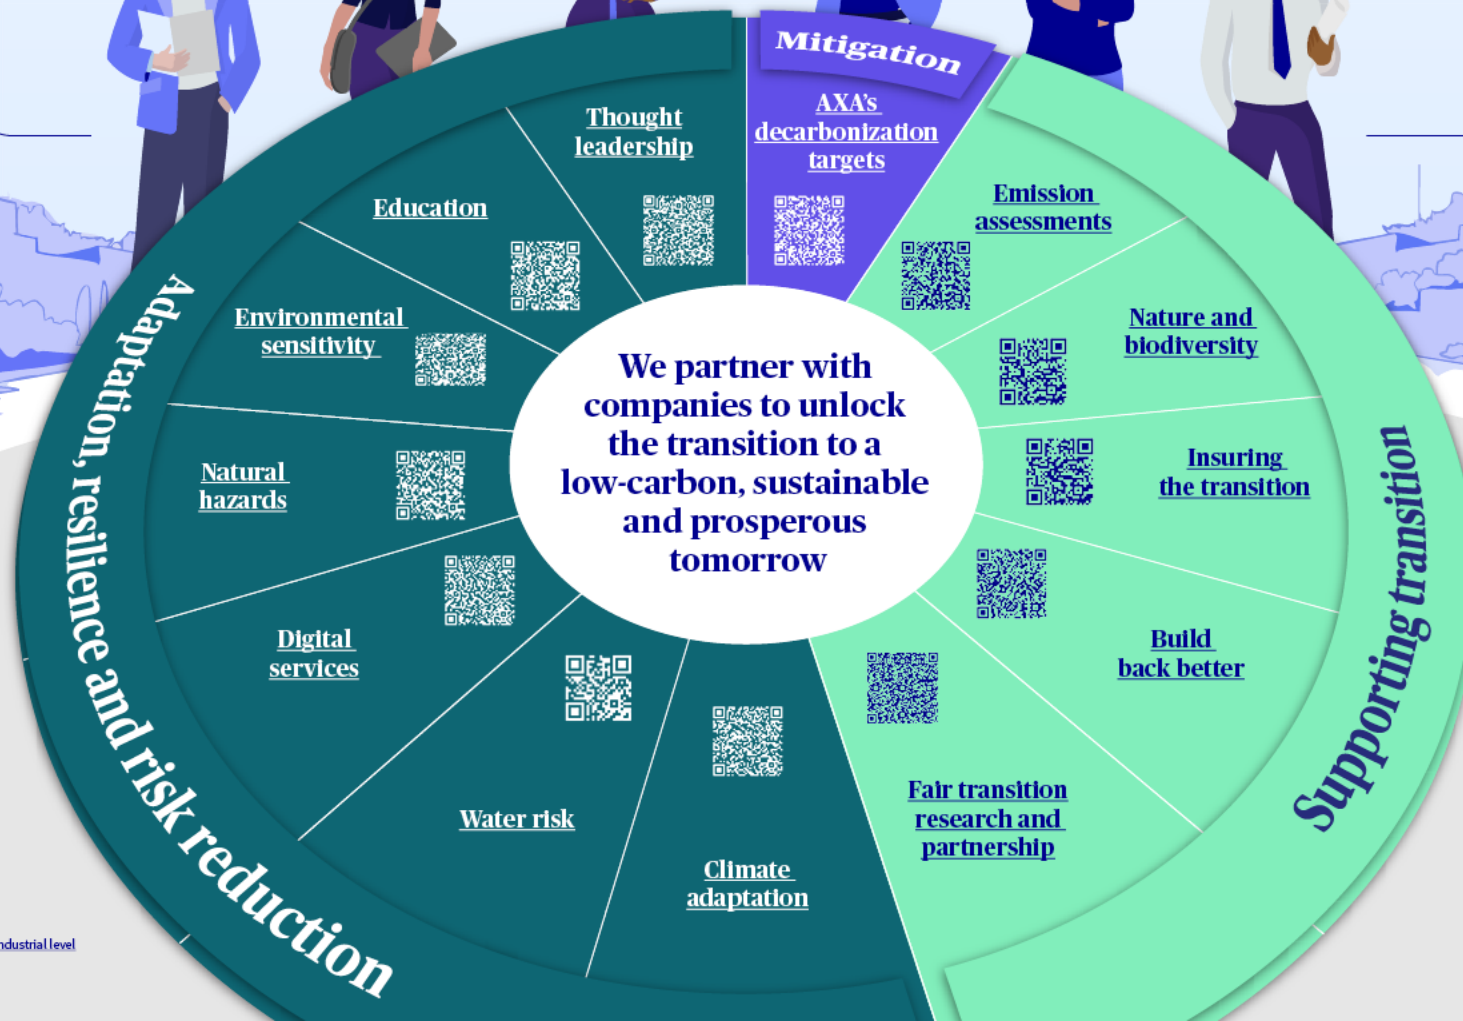 Mitigation
AXA's
decarbonization
targets
Emission
assessments
Nature and
biodiversity
Insuring
the transition
Build
back better
Fair transition
research and
partnership
Supporting transition
Climate
adaptation
Water risk
Digital
services
Natural
hazards
Environmental
sensitivity
Education
Thought
leadership
Adaptation, resilience and risk reduction
We partner with
companies to unlock
the transition to a
low-carbon, sustainable
and prosperous
tomorrow
level